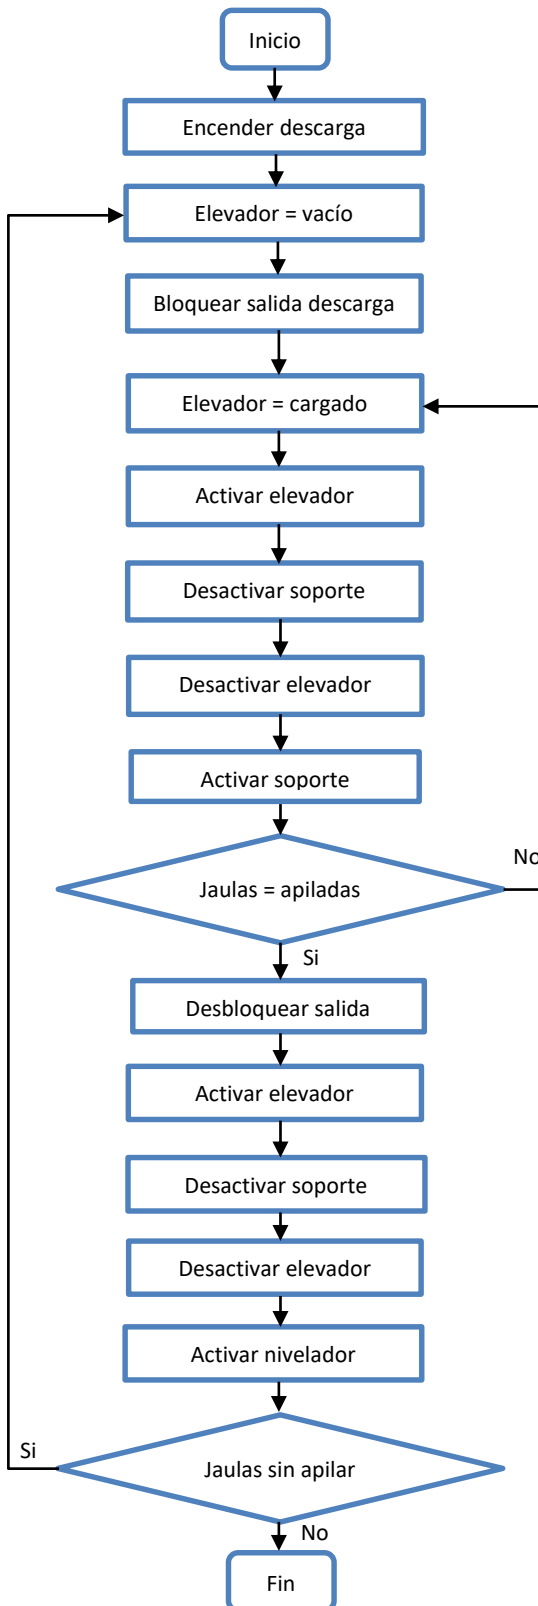 Inicio
Encender descarga
Elevador = vacío
Bloquear salida descarga
Elevador = cargado
Activar elevador
Desactivar soporte
Desactivar elevador
Activar soporte
No
Jaulas = apiladas
Si
Desbloquear salida
Activar elevador
Desactivar soporte
Desactivar elevador
Activar nivelador
Si
Jaulas sin apilar
No
Fin